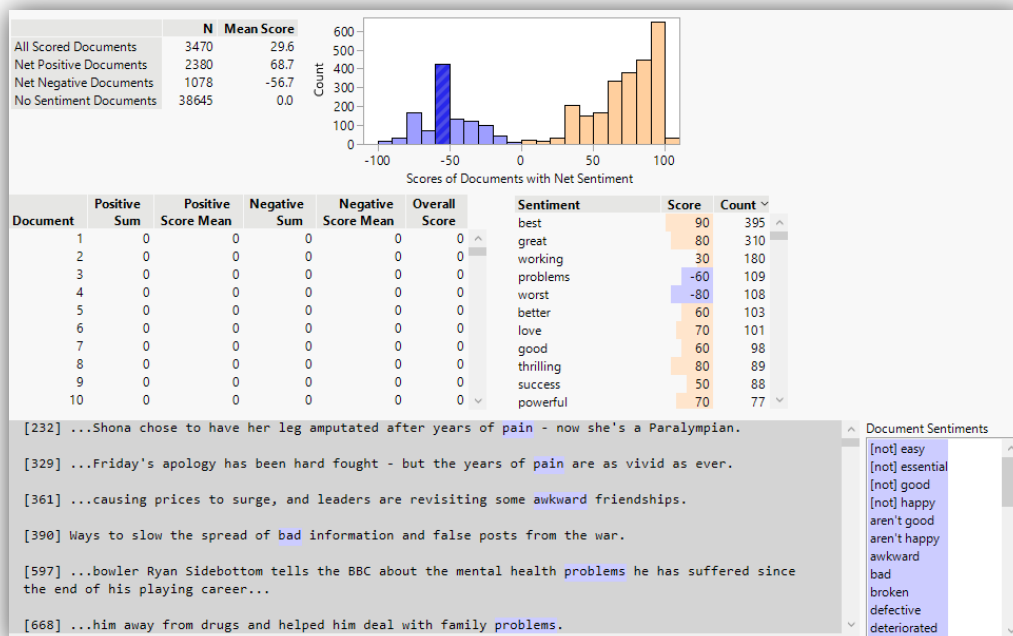 N Mean Score
All Scored Documents 3470 29.6
Net Positive Documents 2380 68.7
Net Negative Documents 1078 -56.7
No Sentiment Documents 38645 0.0
Count
600
500
400
300
200
100
0
-100 -50 0 50 100
Scores of Documents with Net Sentiment
Document Positive Sum Positive Score Mean Negative Sum Negative Score Mean Overall Score
1 0 0 0 0 0
2 0 0 0 0 0
3 0 0 0 0 0
4 0 0 0 0 0
5 0 0 0 0 0
6 0 0 0 0 0
7 0 0 0 0 0
8 0 0 0 0 0
9 0 0 0 0 0
10 0 0 0 0 0
Sentiment Score Count
best 90 395
great 80 310
working 30 180
problems -60 109
worst -80 108
better 60 103
love 70 101
good 60 98
thrilling 80 89
success 50 88
powerful 70 77
[232] ...Shona chose to have her leg amputated after years of pain - now she's a Paralympian.
[329] ...Friday's apology has been hard fought - but the years of pain are as vivid as ever.
[361] ...causing prices to surge, and leaders are revisiting some awkward friendships.
[390] Ways to slow the spread of bad information and false posts from the war.
[597] ...bowler Ryan Sidebottom tells the BBC about the mental health problems he has suffered since
the end of his playing career...
[668] ...him away from drugs and helped him deal with family problems.
Document Sentiments
[not] easy
[not] essential
[not] good
[not] happy
aren't good
aren't happy
awkward
bad
broken
defective
deteriorated